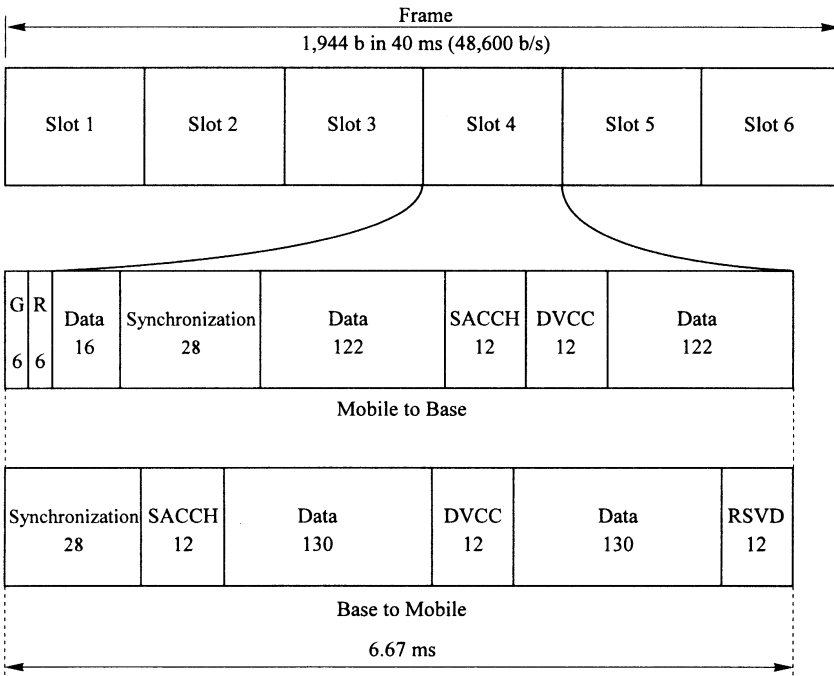 Frame
1,944 b in 40 ms (48,600 b/s)
Slot 1 Slot 2 Slot 3 Slot 4 Slot 5 Slot 6
G R Data Synchronization Data SACCH DVCC Data
6 6 16 28 122 12 12 122
Mobile to Base
Synchronization SACCH Data DVCC Data RSVD
28 12 130 12 130 12
Base to Mobile
6.67 ms